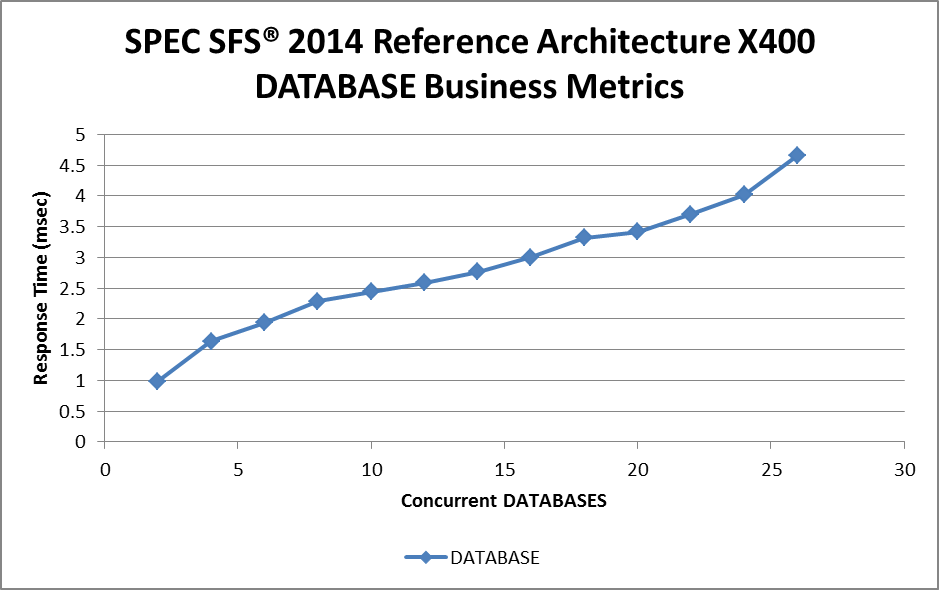 SPEC SFS® 2014 Reference Architecture X400
DATABASE Business Metrics
5
4.5
4
3.5
3
2.5
2
1.5
1
0.5
0
Response Time (msec)
0 5 10 15 20 25 30
Concurrent DATABASES
DATABASE